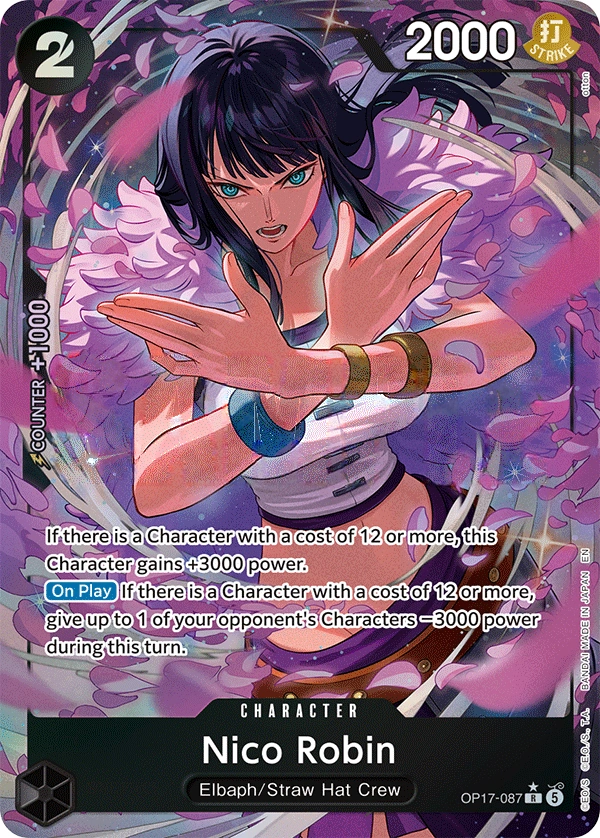 2
2000
打
STRIKE
otton
COUNTER +1000
If there is a Character with a cost of 12 or more, this
Character gains +3000 power.
On Play If there is a Character with a cost of 12 or more,
give up to 1 of your opponent's Characters −3000 power
during this turn.
CHARACTER
Nico Robin
Elbaph/Straw Hat Crew
OP17-087 ★ R 5
©ED/S ©E.O./S., T.A. BANDAI MADE IN JAPAN EN